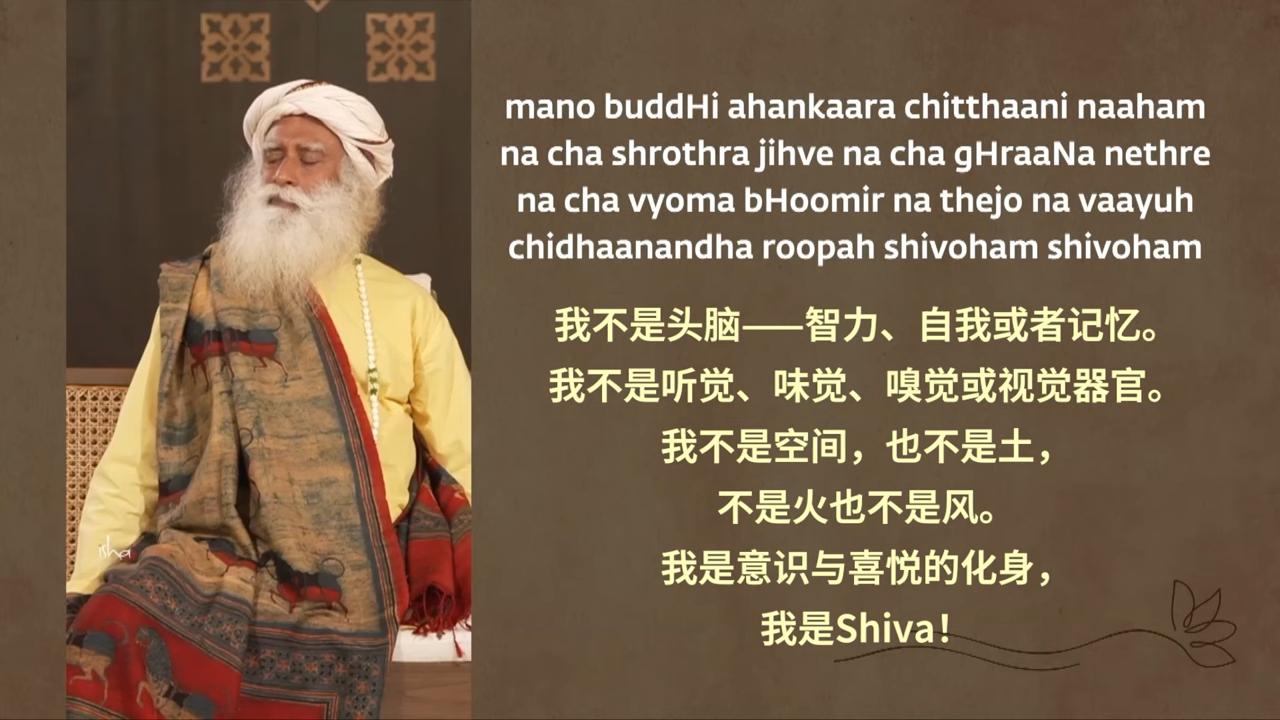 mano buddHi ahankaara chitthaani naaham
na cha shrothra jihve na cha gHraaNa nethre
na cha vyoma bHoomir na thejo na vaayuh
chidhaanandha roopah shivoham shivoham
我不是头脑——智力、自我或者记忆。
我不是听觉、味觉、嗅觉或视觉器官。
我不是空间，也不是土，
不是火也不是风。
我是意识与喜悦的化身，
我是Shiva！
isha